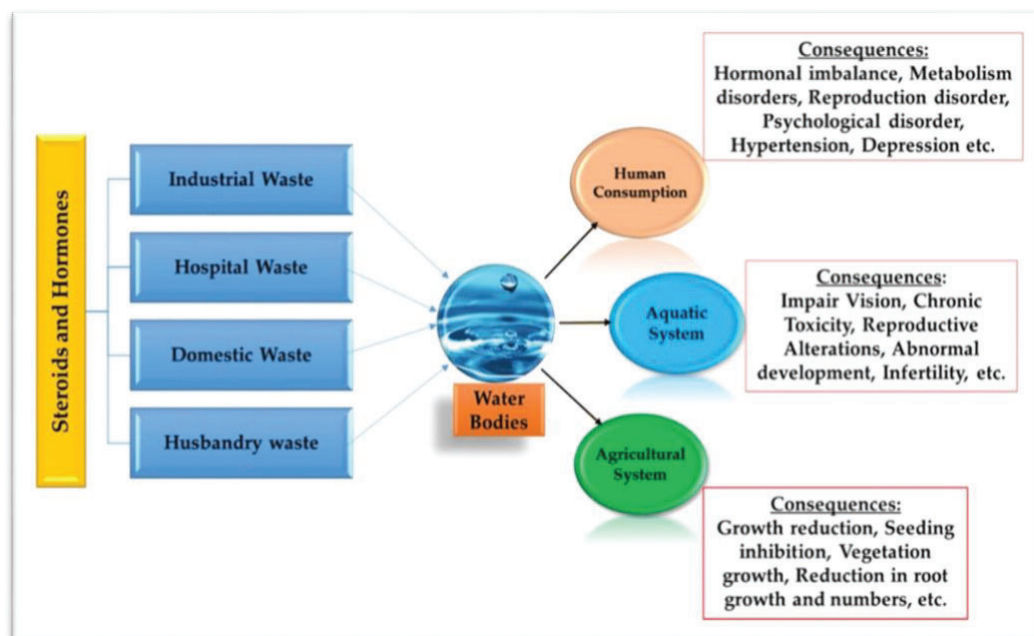 Steroids and Hormones
Industrial Waste
Hospital Waste
Domestic Waste
Husbandry waste
Water
Bodies
Human
Consumption
Aquatic
System
Agricultural
System
Consequences:
Hormonal imbalance, Metabolism
disorders, Reproduction disorder,
Psychological disorder,
Hypertension, Depression etc.
Consequences:
Impair Vision, Chronic
Toxicity, Reproductive
Alterations, Abnormal
development, Infertility, etc.
Consequences:
Growth reduction, Seeding
inhibition, Vegetation
growth, Reduction in root
growth and numbers, etc.